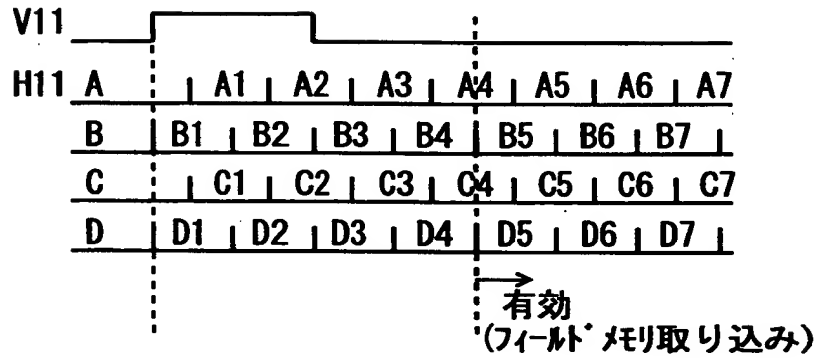 V11
H11 A A1 A2 A3 A4 A5 A6 A7
B B1 B2 B3 B4 B5 B6 B7
C C1 C2 C3 C4 C5 C6 C7
D D1 D2 D3 D4 D5 D6 D7
有効
(フィールド メモリ取り込み)